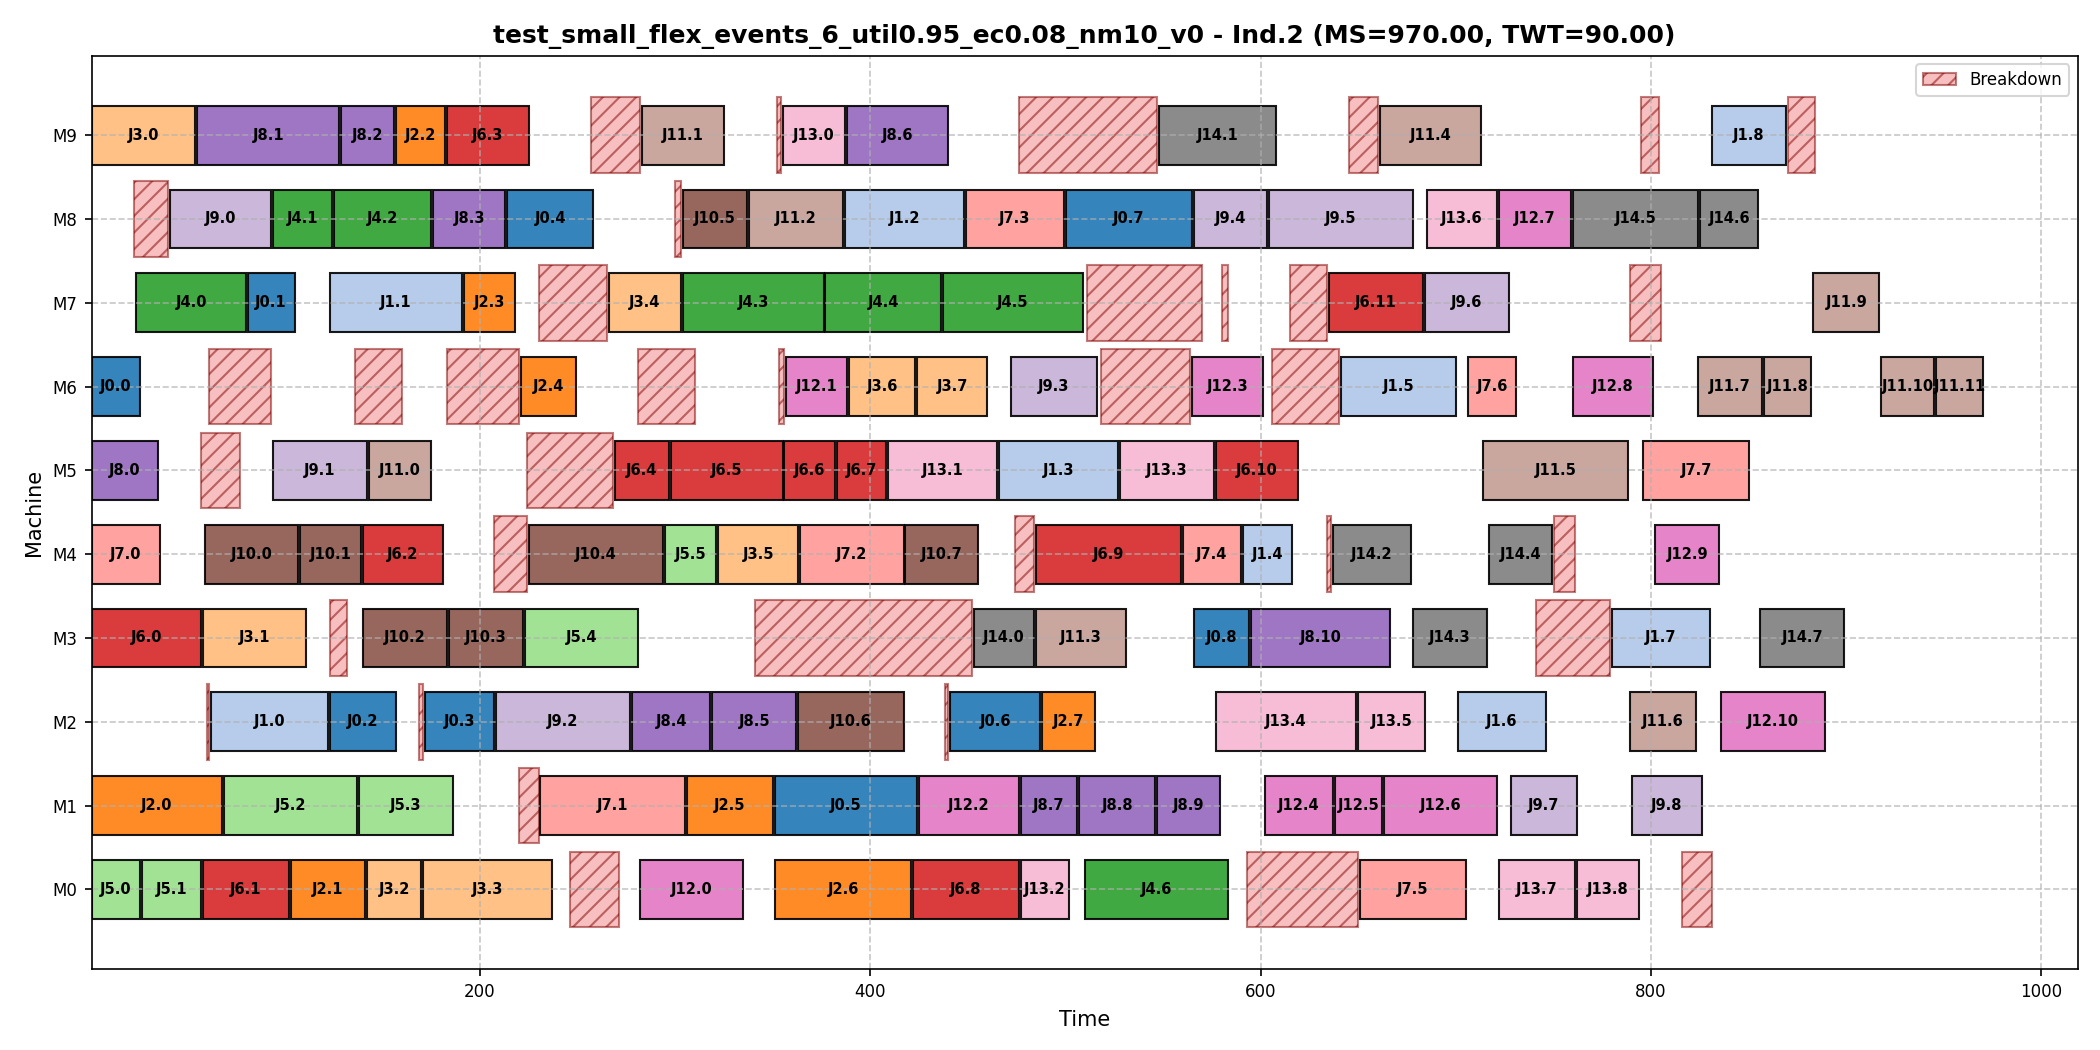 test_small_flex_events_6_util0.95_ec0.08_nm10_v0 - Ind.2 (MS=970.00, TWT=90.00)
Breakdown
M9 J3.0 J8.1 J8.2 J2.2 J6.3 J11.1 J13.0 J8.6 J14.1 J11.4 J1.8
M8 J9.0 J4.1 J4.2 J8.3 J0.4 J10.5 J11.2 J1.2 J7.3 J0.7 J9.4 J9.5 J13.6 J12.7 J14.5 J14.6
M7 J4.0 J0.1 J1.1 J2.3 J3.4 J4.3 J4.4 J4.5 J6.11 J9.6 J11.9
M6 J0.0 J2.4 J12.1 J3.6 J3.7 J9.3 J12.3 J1.5 J7.6 J12.8 J11.7 J11.8 J11.10 J11.11
M5 J8.0 J9.1 J11.0 J6.4 J6.5 J6.6 J6.7 J13.1 J1.3 J13.3 J6.10 J11.5 J7.7
M4 J7.0 J10.0 J10.1 J6.2 J10.4 J5.5 J3.5 J7.2 J10.7 J6.9 J7.4 J1.4 J14.2 J14.4 J12.9
M3 J6.0 J3.1 J10.2 J10.3 J5.4 J14.0 J11.3 J0.8 J8.10 J14.3 J1.7 J14.7
M2 J1.0 J0.2 J0.3 J9.2 J8.4 J8.5 J10.6 J0.6 J2.7 J13.4 J13.5 J1.6 J11.6 J12.10
M1 J2.0 J5.2 J5.3 J7.1 J2.5 J0.5 J12.2 J8.7 J8.8 J8.9 J12.4 J12.5 J12.6 J9.7 J9.8
M0 J5.0 J5.1 J6.1 J2.1 J3.2 J3.3 J12.0 J2.6 J6.8 J13.2 J4.6 J7.5 J13.7 J13.8
Machine
200 400 600 800 1000
Time